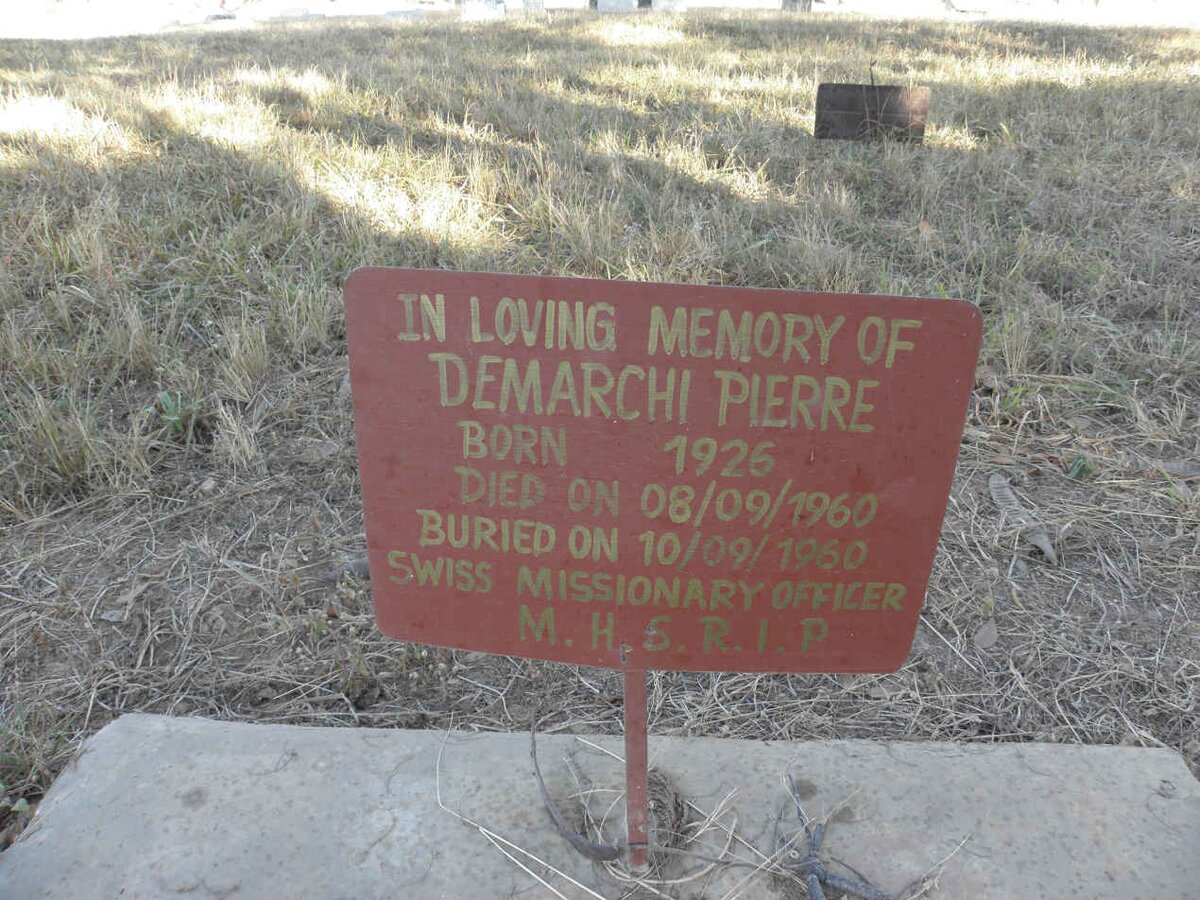 IN LOVING MEMORY OF
DEMARCHI PIERRE
BORN 1926
DIED ON 08/09/1960
BURIED ON 10/09/1960
SWISS MISSIONARY OFFICER
M.H.S.R.I.P